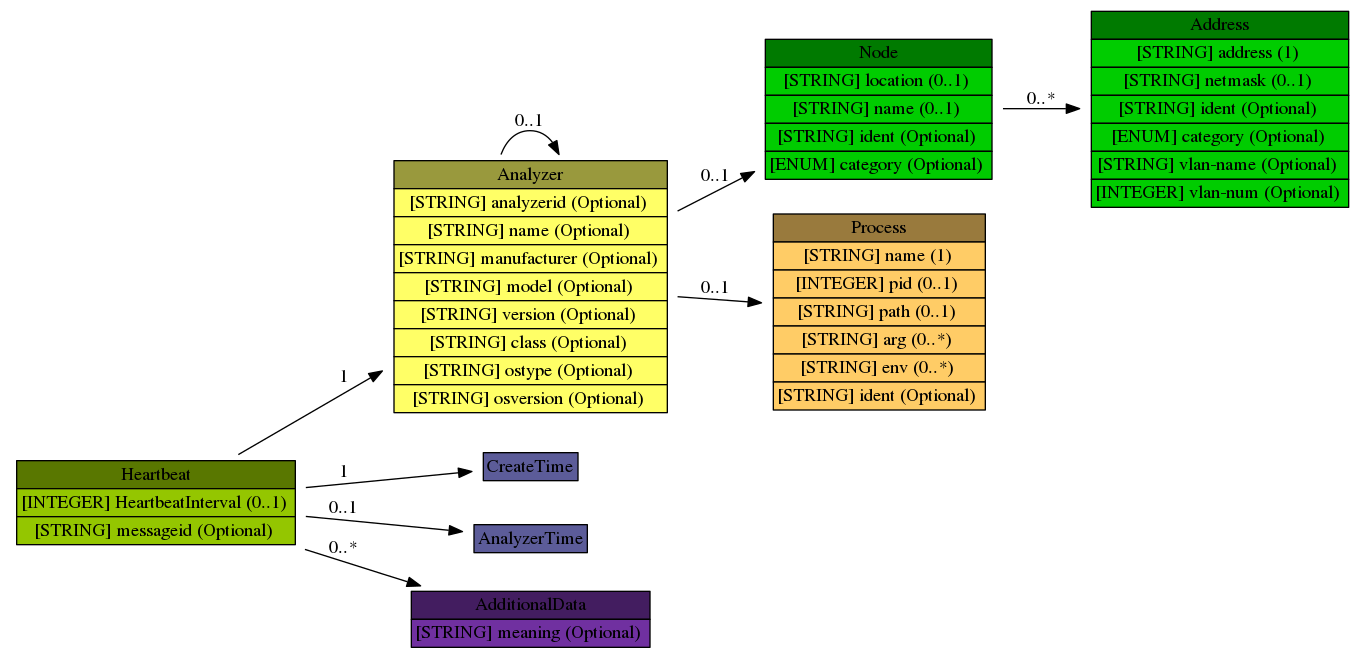 Address
[STRING] address (1)
[STRING] netmask (0..1)
[STRING] ident (Optional)
[ENUM] category (Optional)
[STRING] vlan-name (Optional)
[INTEGER] vlan-num (Optional)
Node
[STRING] location (0..1)
[STRING] name (0..1)
[STRING] ident (Optional)
[ENUM] category (Optional)
0..*
0..1
Analyzer
[STRING] analyzerid (Optional)
[STRING] name (Optional)
[STRING] manufacturer (Optional)
[STRING] model (Optional)
[STRING] version (Optional)
[STRING] class (Optional)
[STRING] ostype (Optional)
[STRING] osversion (Optional)
0..1
0..1
Process
[STRING] name (1)
[INTEGER] pid (0..1)
[STRING] path (0..1)
[STRING] arg (0..*)
[STRING] env (0..*)
[STRING] ident (Optional)
1
Heartbeat
[INTEGER] HeartbeatInterval (0..1)
[STRING] messageid (Optional)
1
CreateTime
0..1
AnalyzerTime
0..*
AdditionalData
[STRING] meaning (Optional)